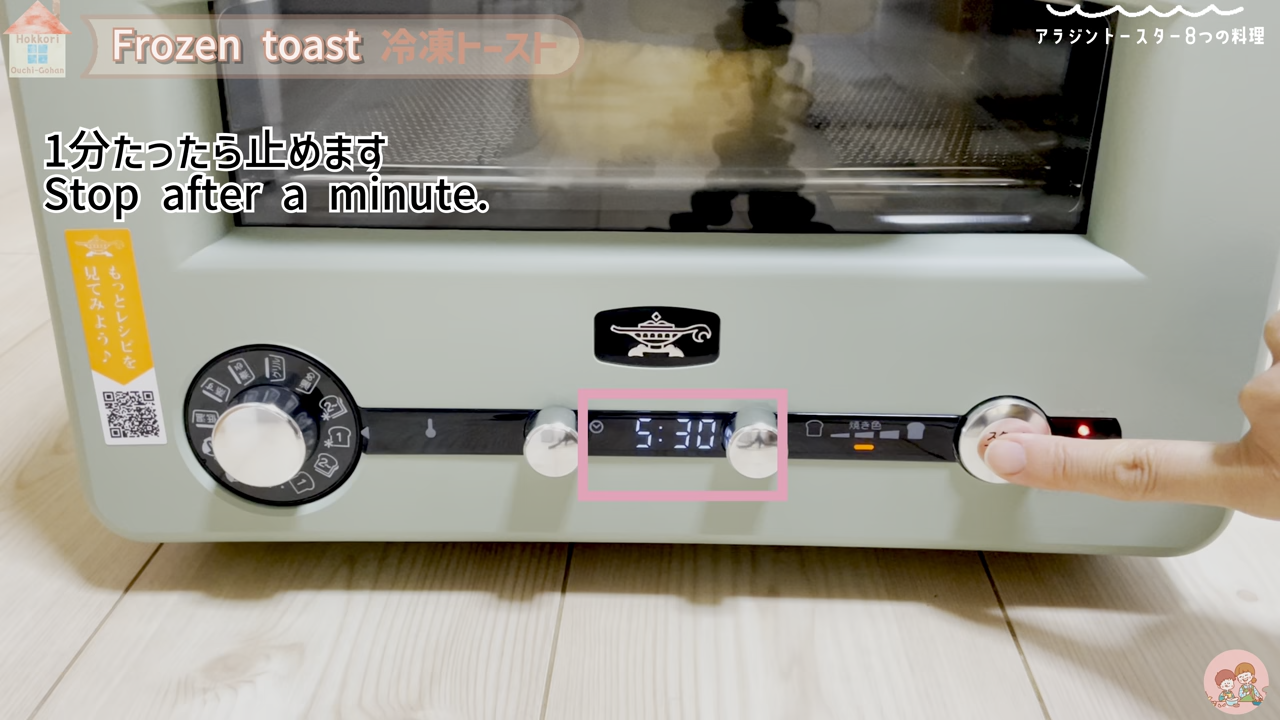 Hokkori
Ouchi-Gohan
Frozen toast 冷凍トースト
アラジントースター8つの料理
1分たったら止めます
Stop after a minute.
もっとレシピを
見てみよう♪
5:30
焼き色